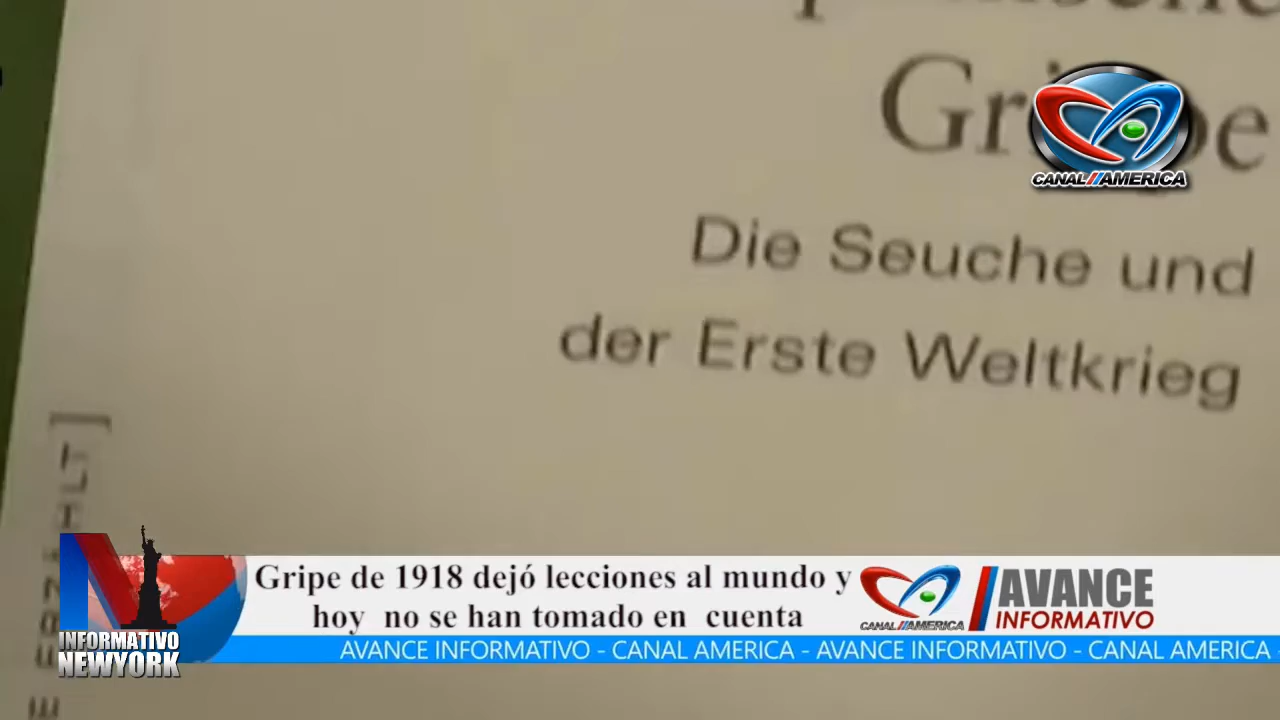 Die Seuche und
der Erste Weltkrieg
CANAL//AMERICA
Gripe de 1918 dejó lecciones al mundo y
hoy no se han tomado en cuenta
CANAL//AMERICA
AVANCE
INFORMATIVO
INFORMATIVO
NEWYORK
AVANCE INFORMATIVO - CANAL AMERICA - AVANCE INFORMATIVO - CANAL AMERICA -